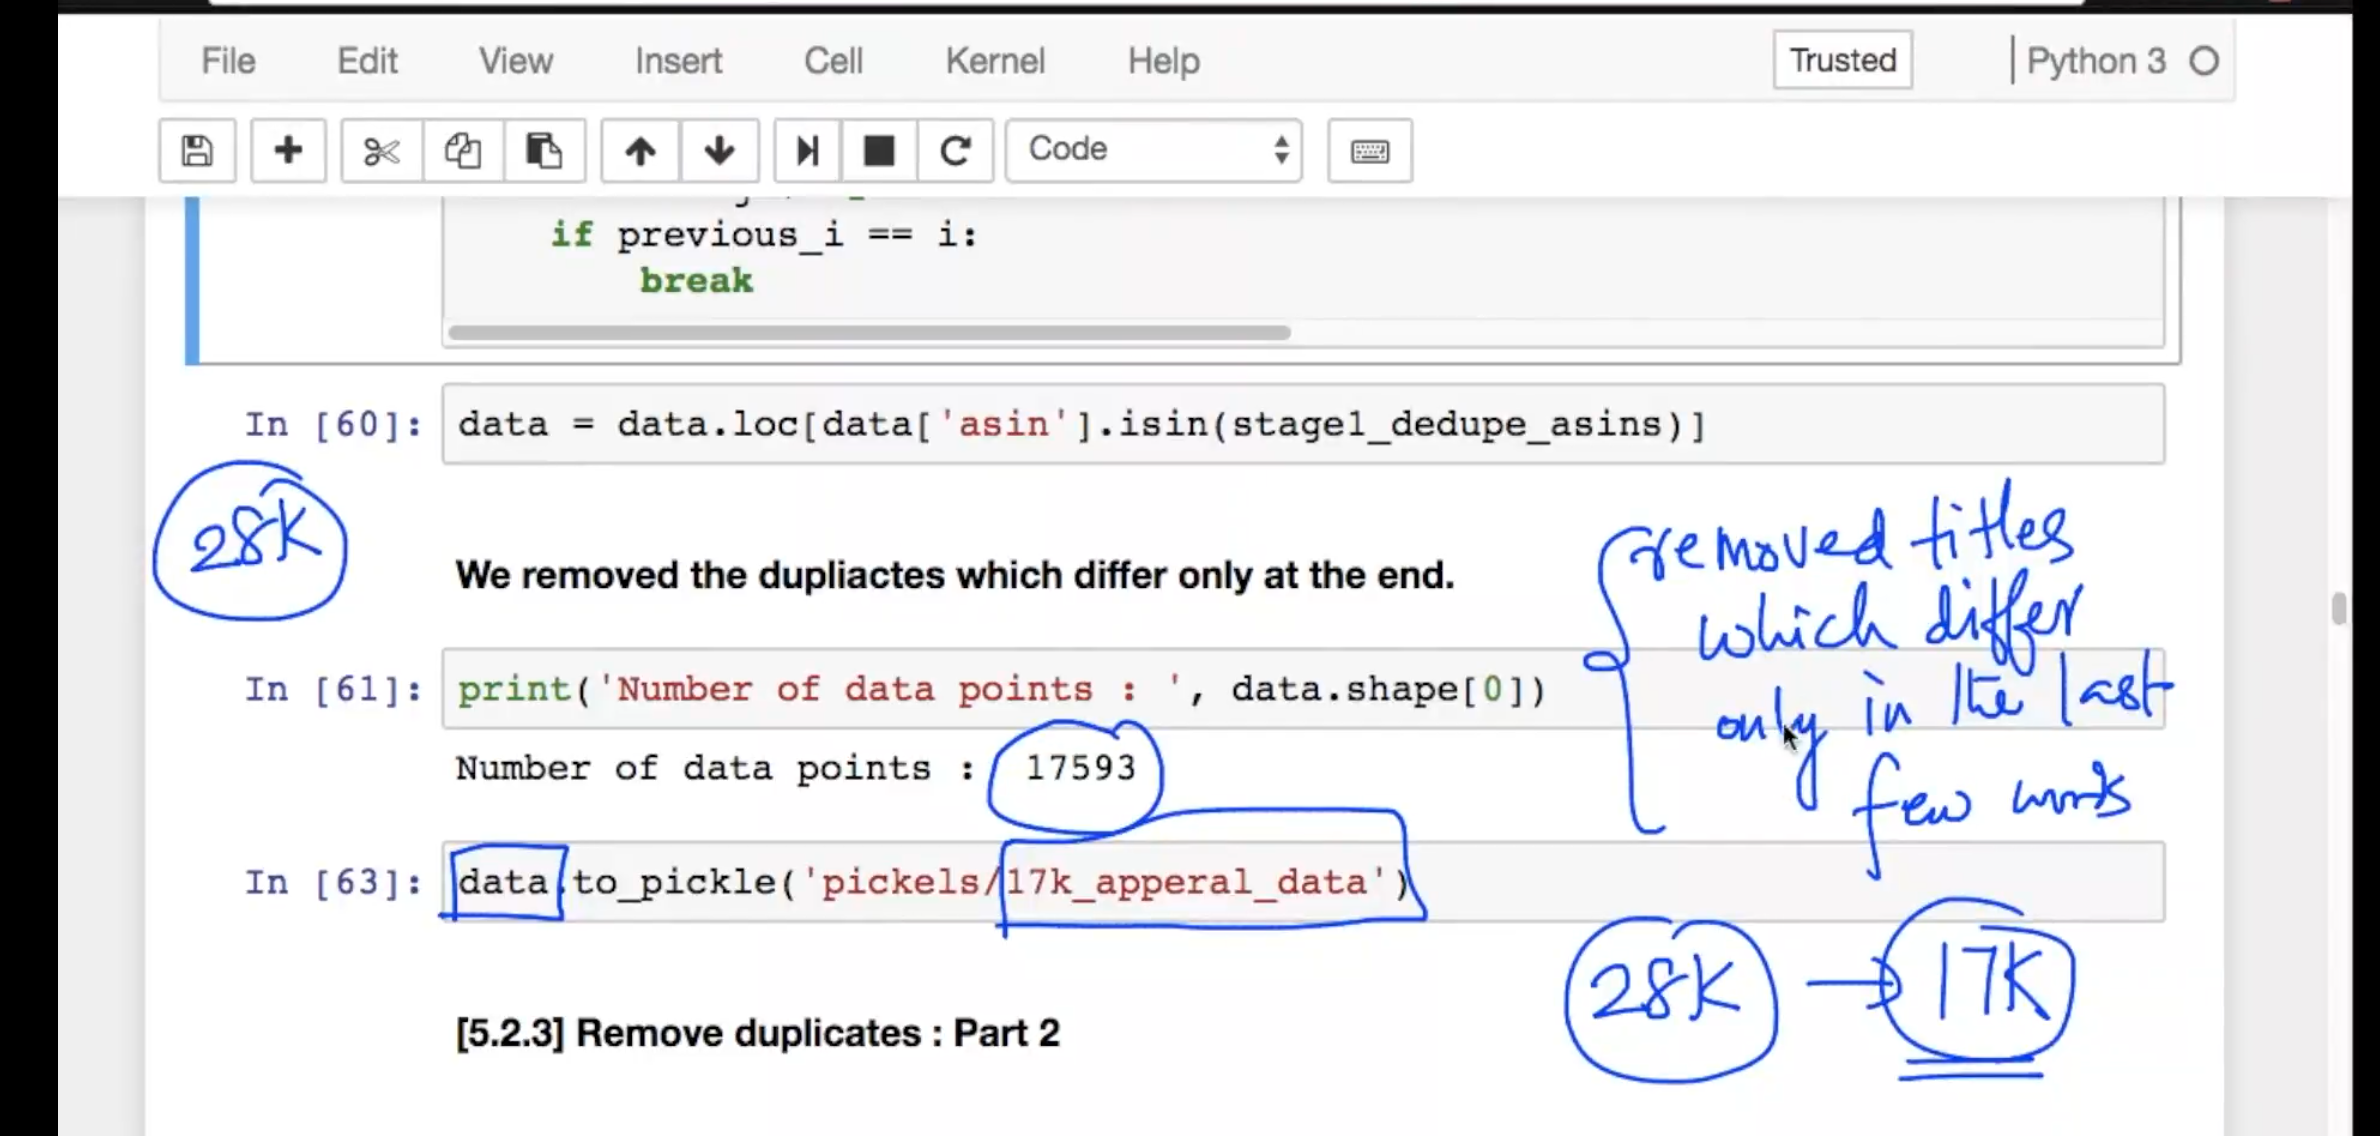 File Edit View Insert Cell Kernel Help Trusted Python 3
Code
if previous_i == i:
break
In [60]: data = data.loc[data['asin'].isin(stage1_dedupe_asins)]
28K
We removed the dupliactes which differ only at the end.
removed titles
which differ
only in the last
few words
In [61]: print('Number of data points : ', data.shape[0])
Number of data points : 17593
In [63]: data.to_pickle('pickels/17k_apperal_data')
28K → 17K
[5.2.3] Remove duplicates : Part 2